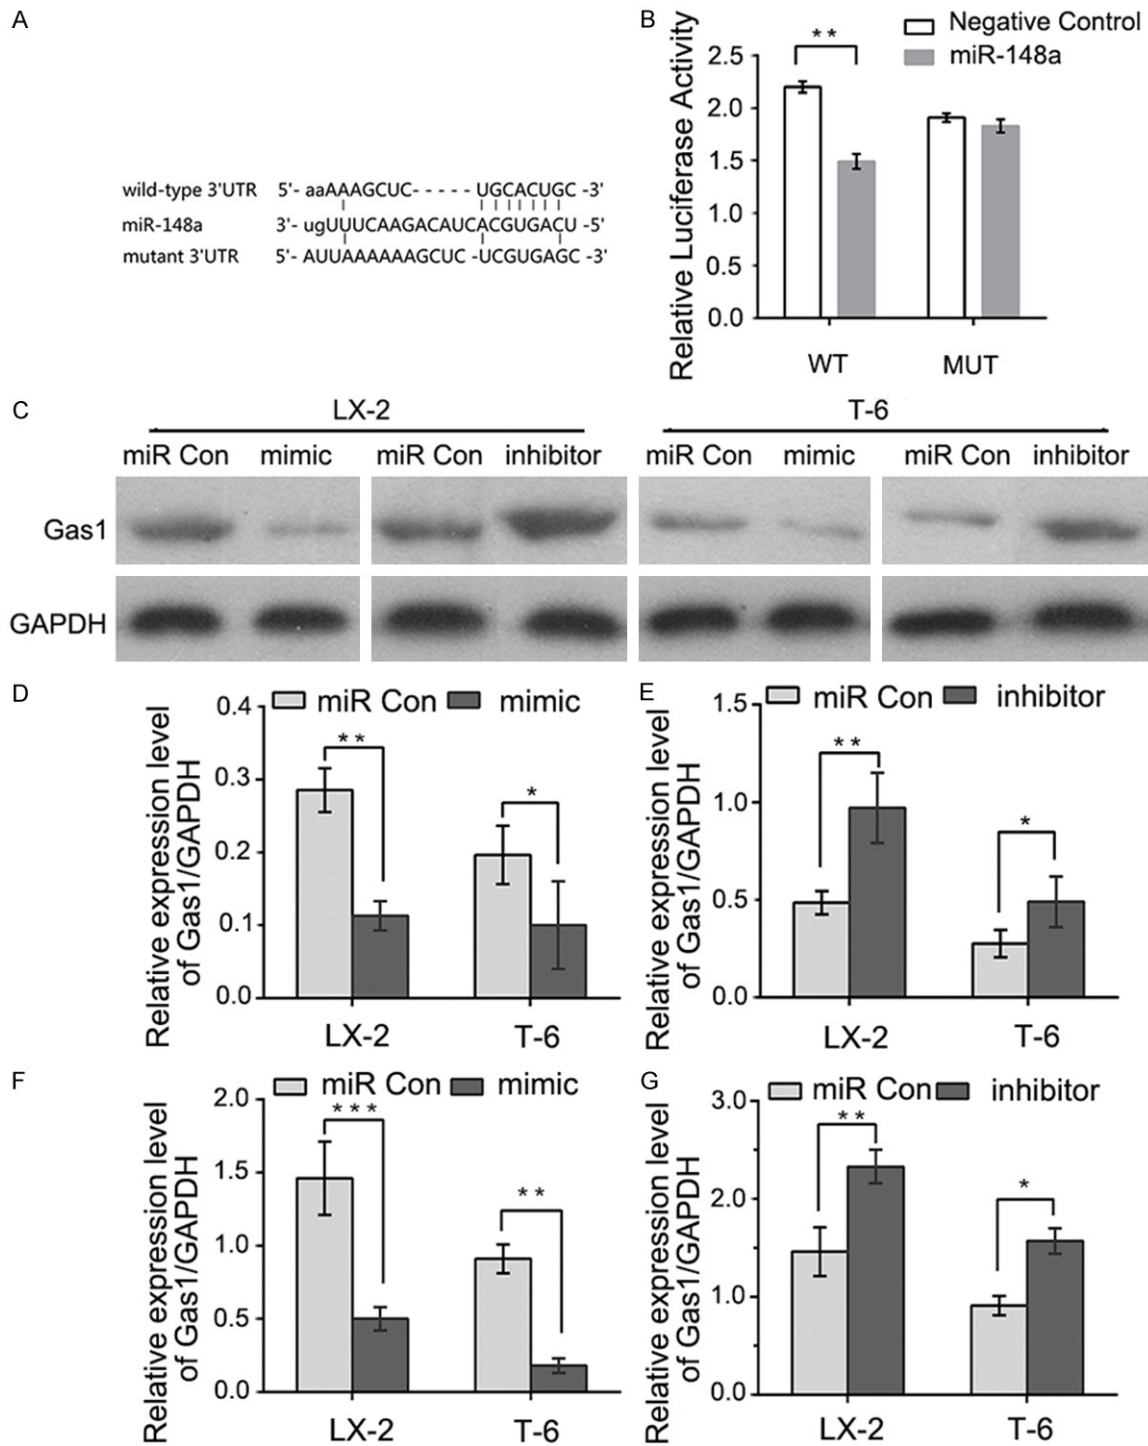 A
wild-type 3'UTR 5'- aaAAAGCUC- - - - - UGCACUGC -3'
miR-148a 3'- ugUUUCAAGACAUCACGUGACU -5'
mutant 3'UTR 5'- AUUAAAAAAGCUC -UCGUGAGC -3'
B
Negative Control
miR-148a
Relative Luciferase Activity
2.5
2.0
1.5
1.0
0.5
0.0
**
WT MUT
C
LX-2 T-6
miR Con mimic miR Con inhibitor miR Con mimic miR Con inhibitor
Gas1
GAPDH
D
miR Con mimic
Relative expression level
of Gas1/GAPDH
0.4
0.3
0.2
0.1
0.0
** *
LX-2 T-6
E
miR Con inhibitor
Relative expression level
of Gas1/GAPDH
1.5
1.0
0.5
0.0
** *
LX-2 T-6
F
miR Con mimic
Relative expression level
of Gas1/GAPDH
2.0
1.5
1.0
0.5
0.0
*** **
LX-2 T-6
G
miR Con inhibitor
Relative expression level
of Gas1/GAPDH
3.0
2.0
1.0
0.0
** *
LX-2 T-6